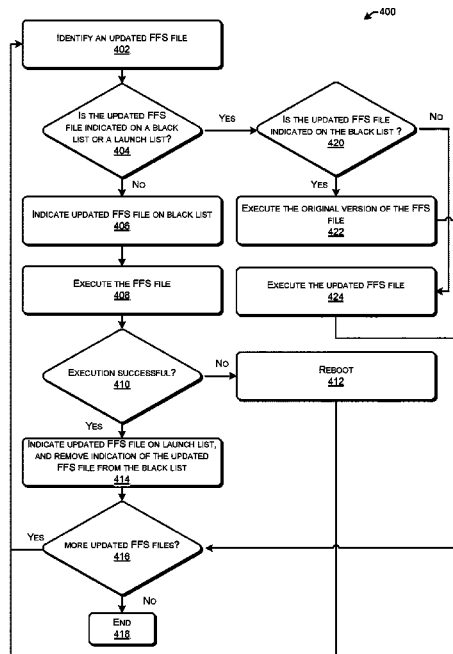 400
IDENTIFY AN UPDATED FFS FILE
402
IS THE UPDATED FFS
FILE INDICATED ON A BLACK
LIST OR A LAUNCH LIST?
404
YES
IS THE UPDATED FFS FILE
INDICATED ON THE BLACK LIST ?
420
NO
NO
YES
INDICATE UPDATED FFS FILE ON BLACK LIST
406
EXECUTE THE ORIGINAL VERSION OF THE FFS
FILE
422
EXECUTE THE FFS FILE
408
EXECUTE THE UPDATED FFS FILE
424
EXECUTION SUCCESSFUL?
410
NO
REBOOT
412
YES
INDICATE UPDATED FFS FILE ON LAUNCH LIST,
AND REMOVE INDICATION OF THE UPDATED
FFS FILE FROM THE BLACK LIST
414
YES
MORE UPDATED FFS FILES?
416
NO
END
418